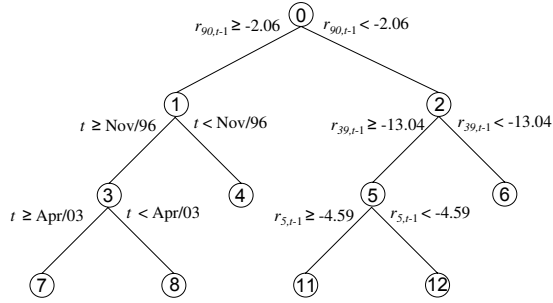 r90,t-1 ≥ -2.06 0 r90,t-1 < -2.06
1 2
t ≥ Nov/96 t < Nov/96 r39,t-1 ≥ -13.04 r39,t-1 < -13.04
3 4 5 6
t ≥ Apr/03 t < Apr/03 r5,t-1 ≥ -4.59 r5,t-1 < -4.59
7 8 11 12